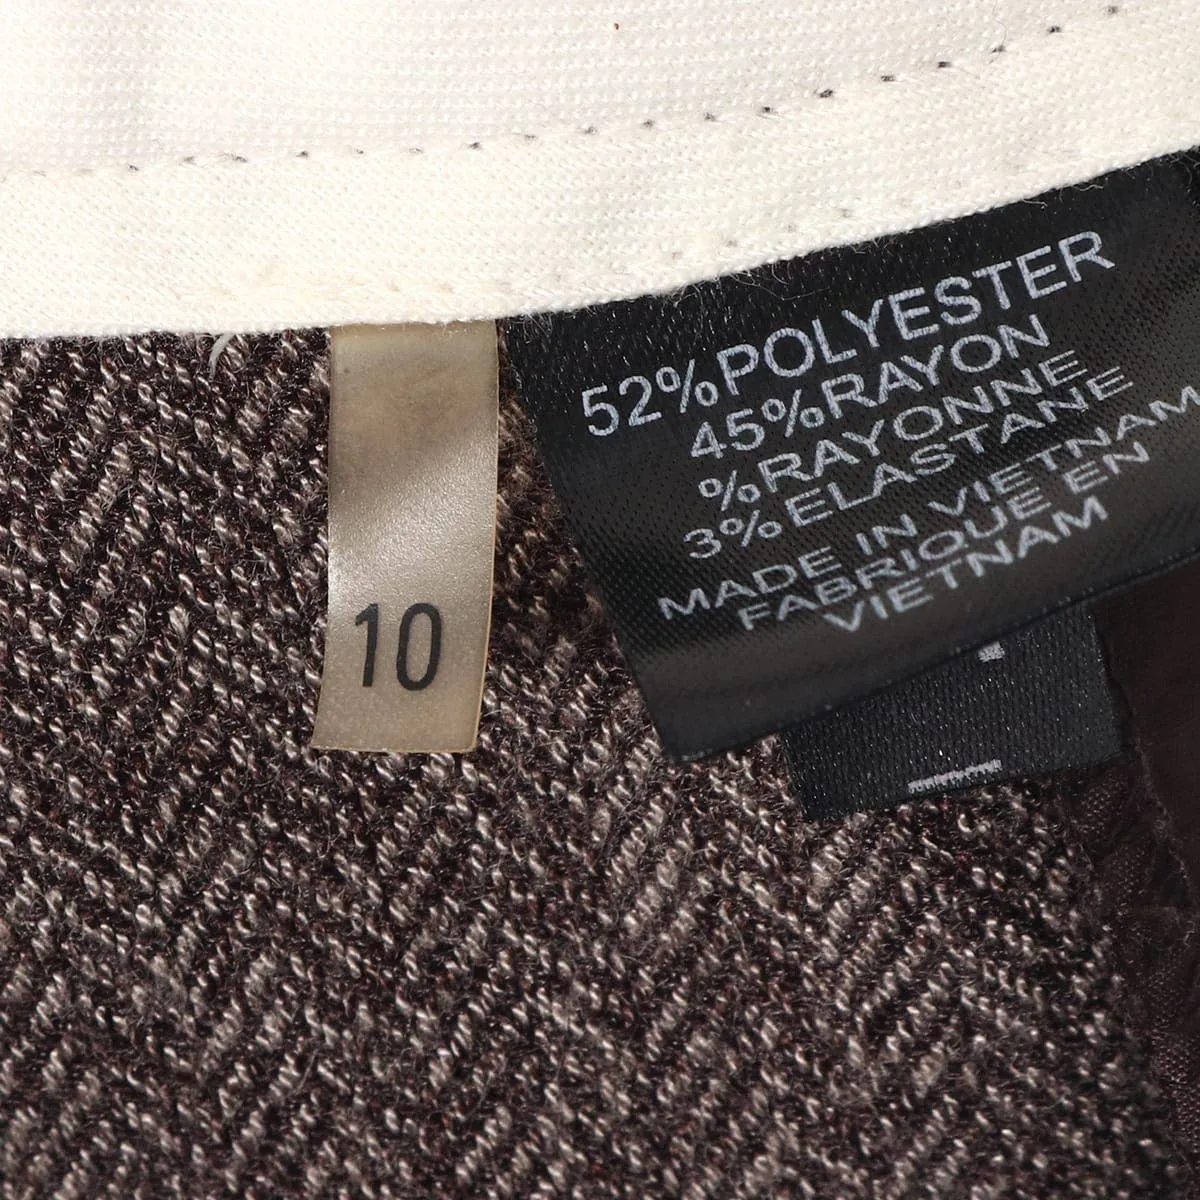 10
52%POLYESTER
45%RAYON
%RAYONNE
3%ELASTANE
MADE IN VIETNAM
FABRIQUE EN
VIETNAM